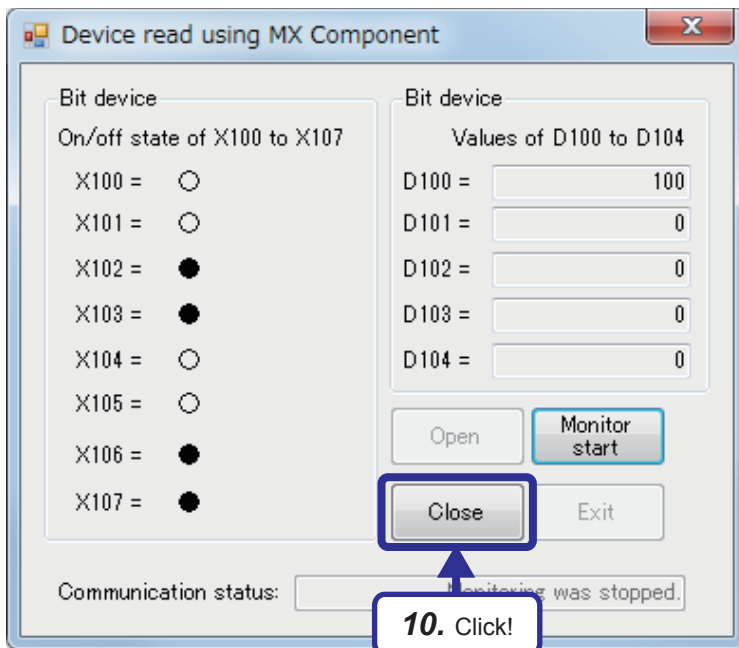 Device read using MX Component
Bit device
On/off state of X100 to X107
X100 = ○
X101 = ○
X102 = ●
X103 = ●
X104 = ○
X105 = ○
X106 = ●
X107 = ●
Bit device
Values of D100 to D104
D100 = 100
D101 = 0
D102 = 0
D103 = 0
D104 = 0
Open
Monitor
start
Close
Exit
Communication status:
Monitoring was stopped.
10. Click!